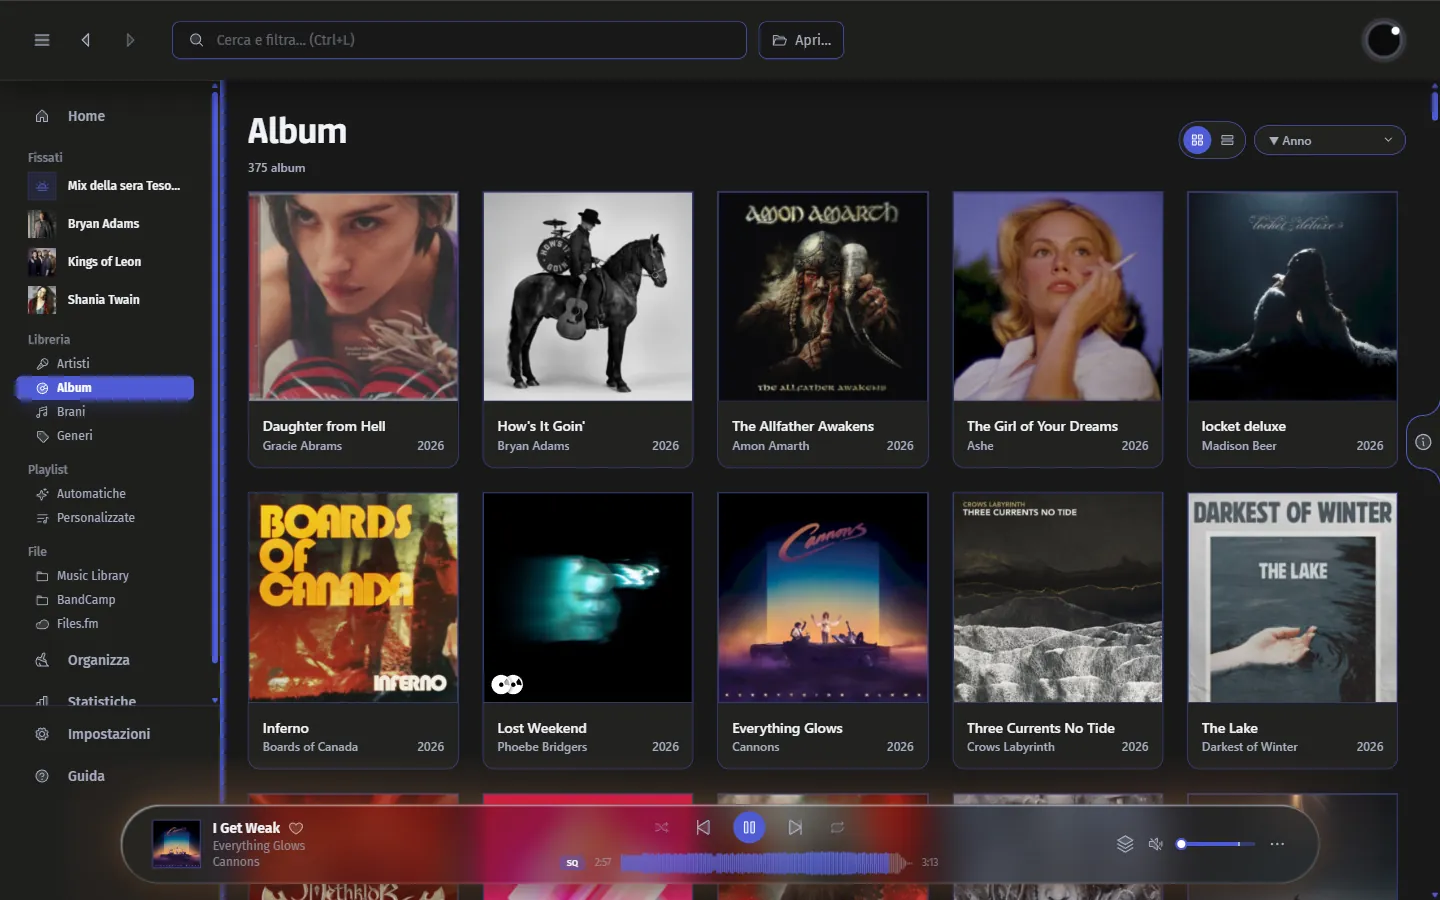 Cerca e filtra... (Ctrl+L)
Apri...
Home
Fissati
Mix della sera Teso...
Bryan Adams
Kings of Leon
Shania Twain
Libreria
Artisti
Album
Brani
Generi
Playlist
Automatiche
Personalizzate
File
Music Library
BandCamp
Files.fm
Organizza
Statistiche
Impostazioni
Guida
Album
375 album
Anno
HOW'S IT GOIN'
AMON AMARTH
THE ALLFATHER AWAKENS
locket deluxe
Daughter from Hell
Gracie Abrams 2026
How's It Goin'
Bryan Adams 2026
The Allfather Awakens
Amon Amarth 2026
The Girl of Your Dreams
Ashe 2026
locket deluxe
Madison Beer 2026
BOARDS
OF
CANADA
INFERNO
Cannons
EVERYTHING GLOWS
CROWS LABYRINTH
THREE CURRENTS NO TIDE
DARKEST OF WINTER
THE LAKE
Inferno
Boards of Canada 2026
Lost Weekend
Phoebe Bridgers 2026
Everything Glows
Cannons 2026
Three Currents No Tide
Crows Labyrinth 2026
The Lake
Darkest of Winter 2026
I Get Weak
Everything Glows
Cannons
SQ 2:57 3:13